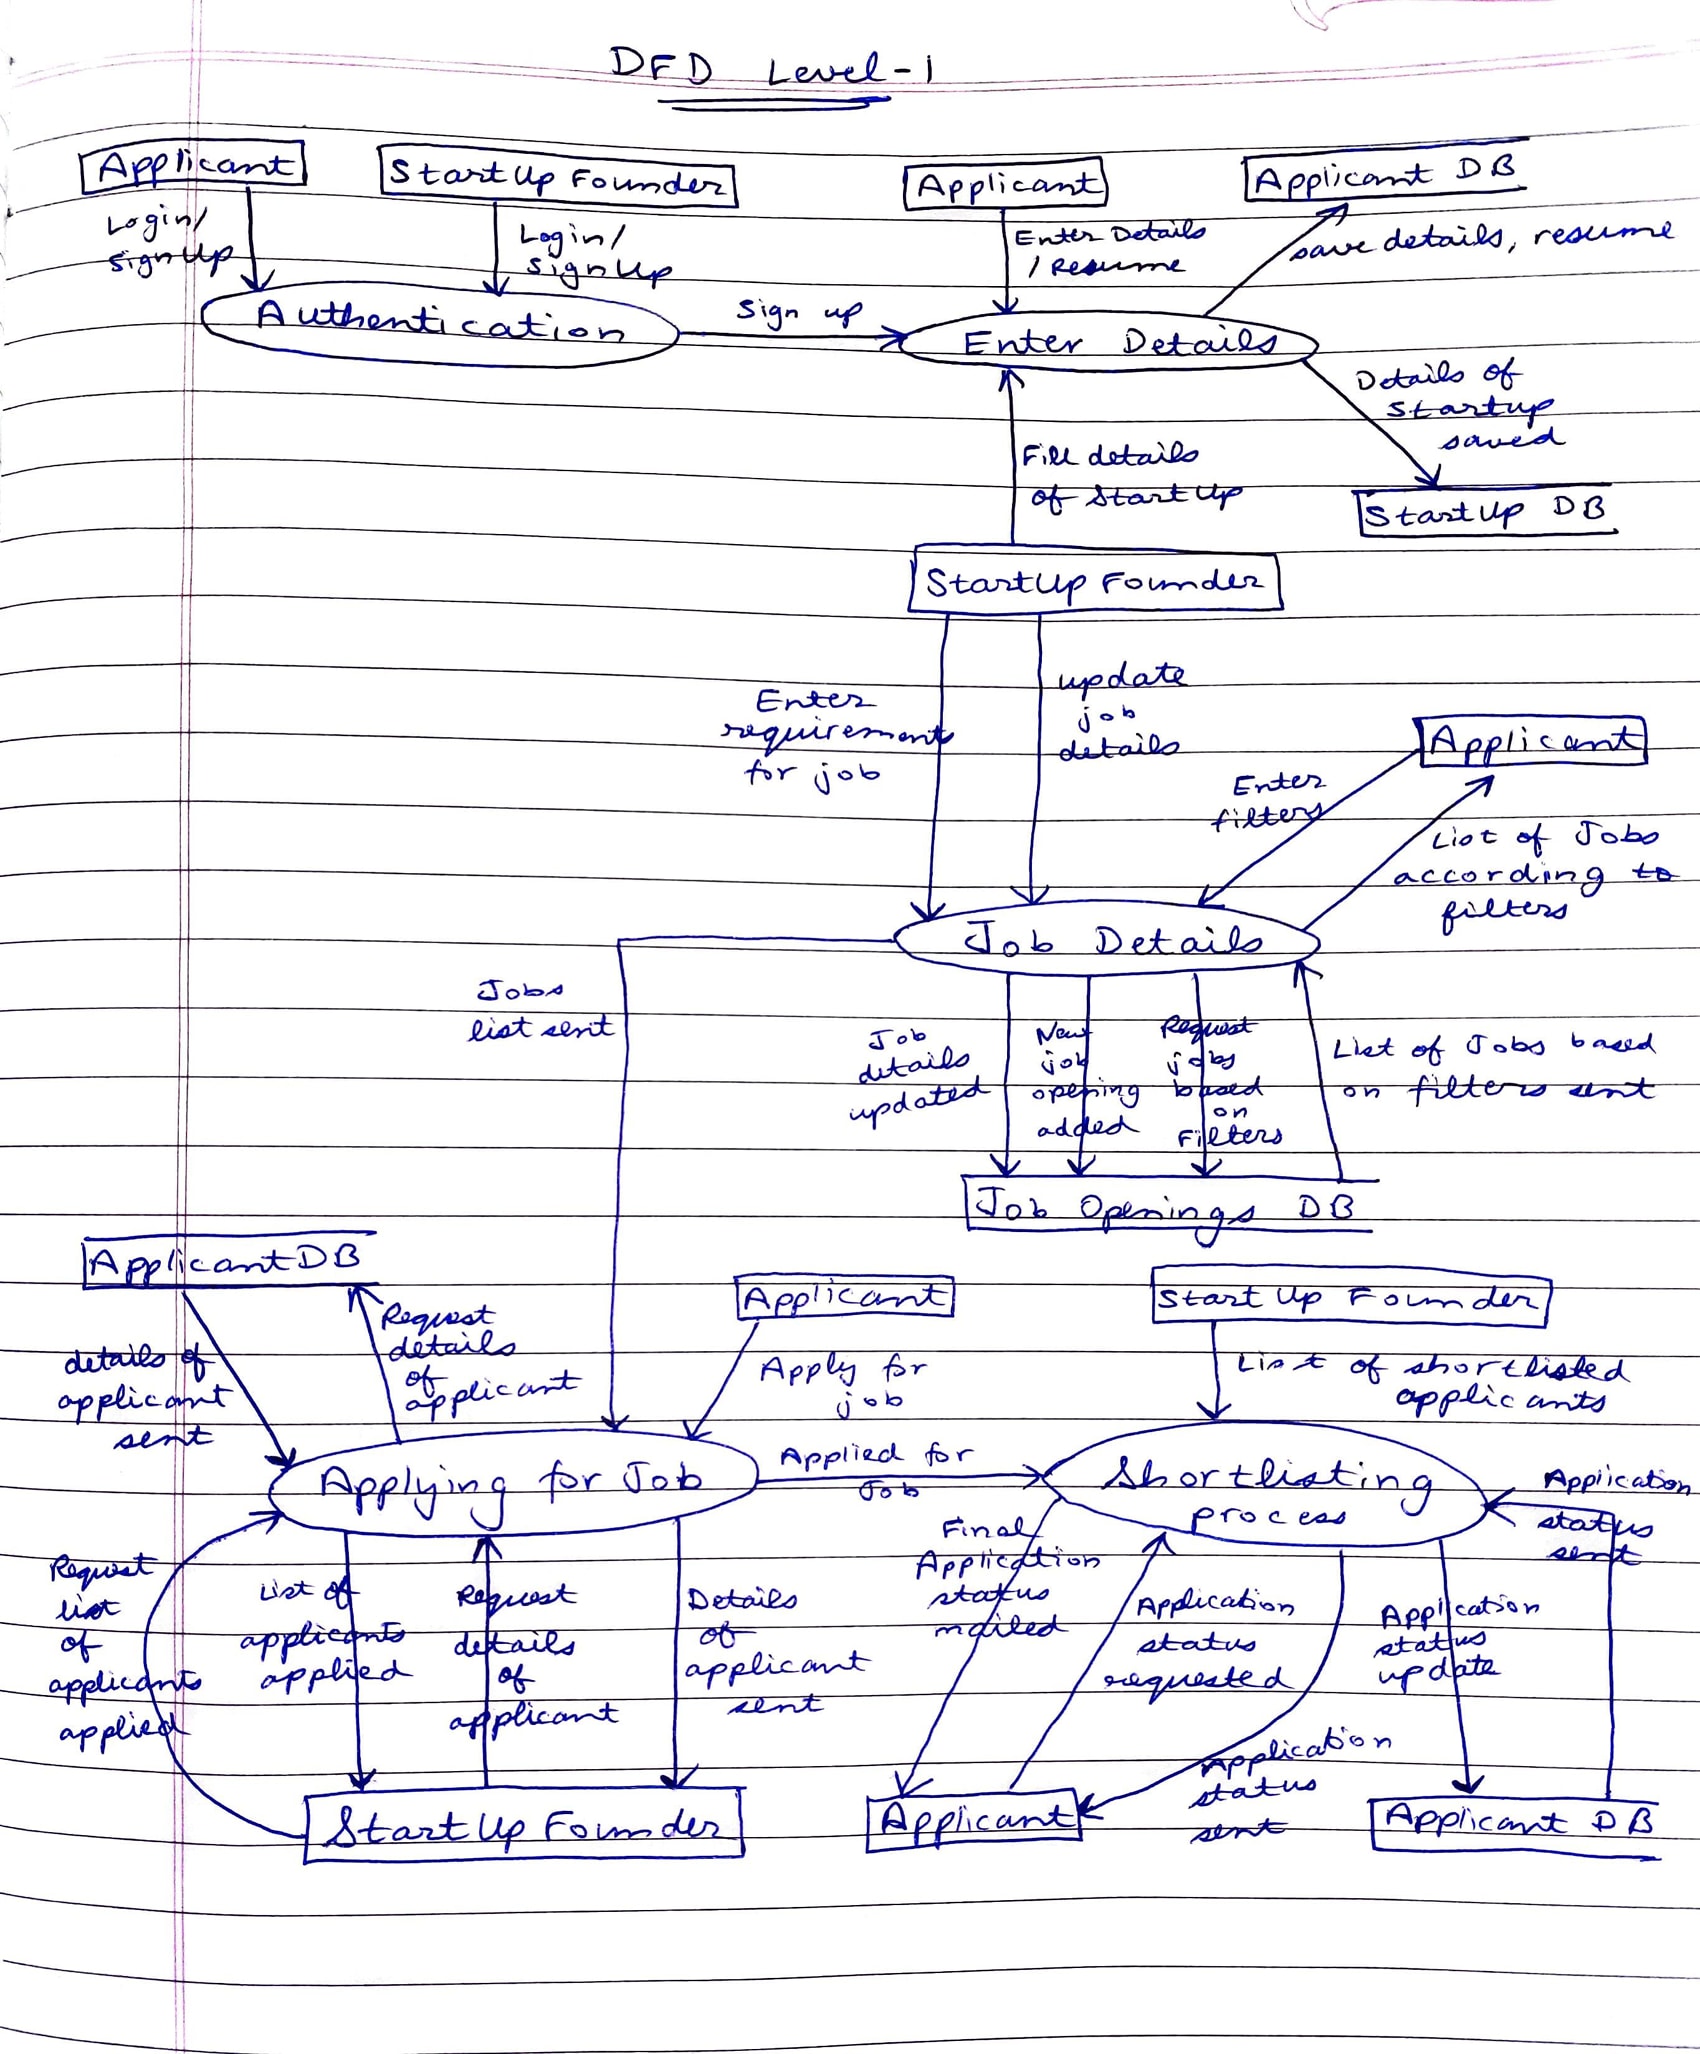 DFD Level-1
Applicant
StartUp Founder
Applicant
Applicant DB
Login/
SignUp
Login/
SignUp
Enter Details
/ Resume
save details, resume
Authentication
Sign up
Enter Details
Details of
startup
saved
Fill details
of StartUp
StartUp DB
StartUp Founder
Enter
requirements
for job
update
job
details
Applicant
Enter
filters
List of Jobs
according to
filters
Job Details
Jobs
list sent
Job
details
updated
New
job
opening
added
Request
jobs
based
on
Filters
List of Jobs based
on filters sent
Job Openings DB
Applicant DB
Applicant
StartUp Founder
details of
applicant
sent
Request
details
of
applicant
Apply for
job
List of shortlisted
applicants
Applying for Job
Applied for
Job
Shortlisting
process
Application
status
sent
Request
list
of
applicants
applied
List of
applicants
applied
Request
details
of
applicant
Details
of
applicant
sent
Final
Application
status
mailed
Application
status
requested
Application
status
update
Application
status
sent
StartUp Founder
Applicant
Applicant DB